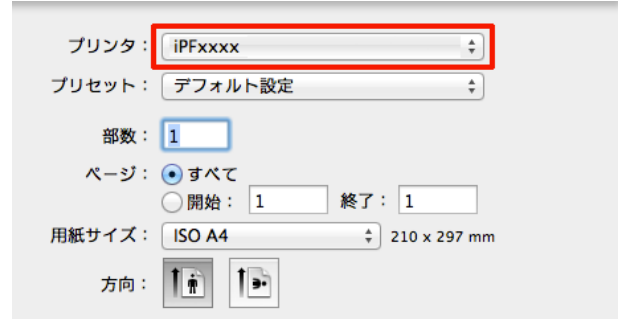 プリンタ： iPFxxxx
プリセット： デフォルト設定
部数： 1
ページ： すべて
開始： 1 終了： 1
用紙サイズ： ISO A4 210 x 297 mm
方向：